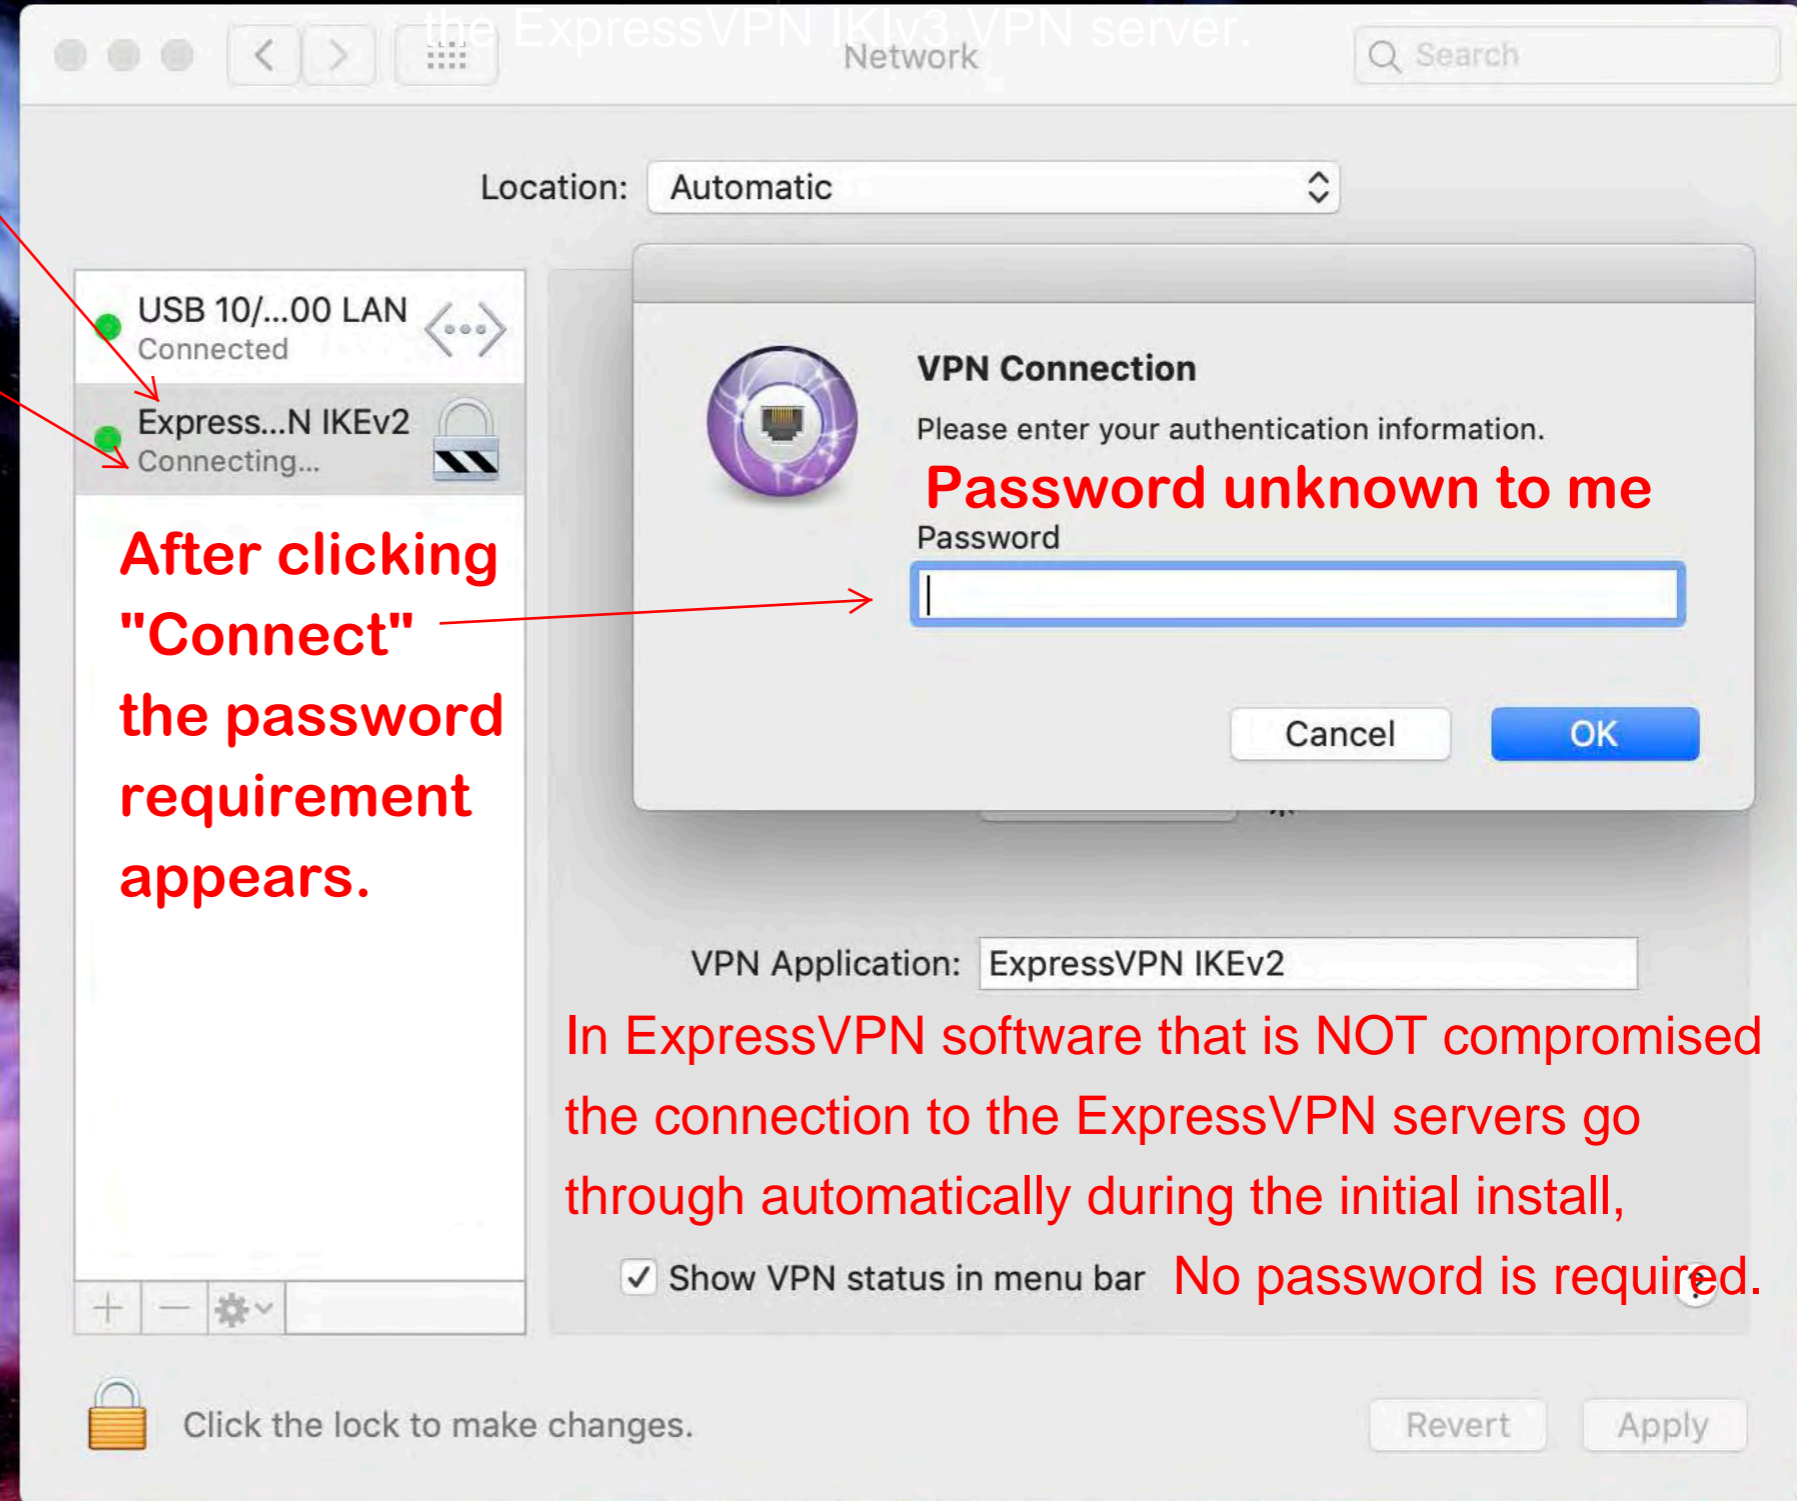 the ExpressVPN IKIv3 VPN server.
Network
Search
Location: Automatic
USB 10/...00 LAN
Connected
Express...N IKEv2
Connecting...
VPN Connection
Please enter your authentication information.
Password unknown to me
Password
After clicking
"Connect"
the password
requirement
appears.
Cancel OK
VPN Application: ExpressVPN IKEv2
In ExpressVPN software that is NOT compromised
the connection to the ExpressVPN servers go
through automatically during the initial install,
Show VPN status in menu bar No password is required.
?
Click the lock to make changes.
Revert Apply